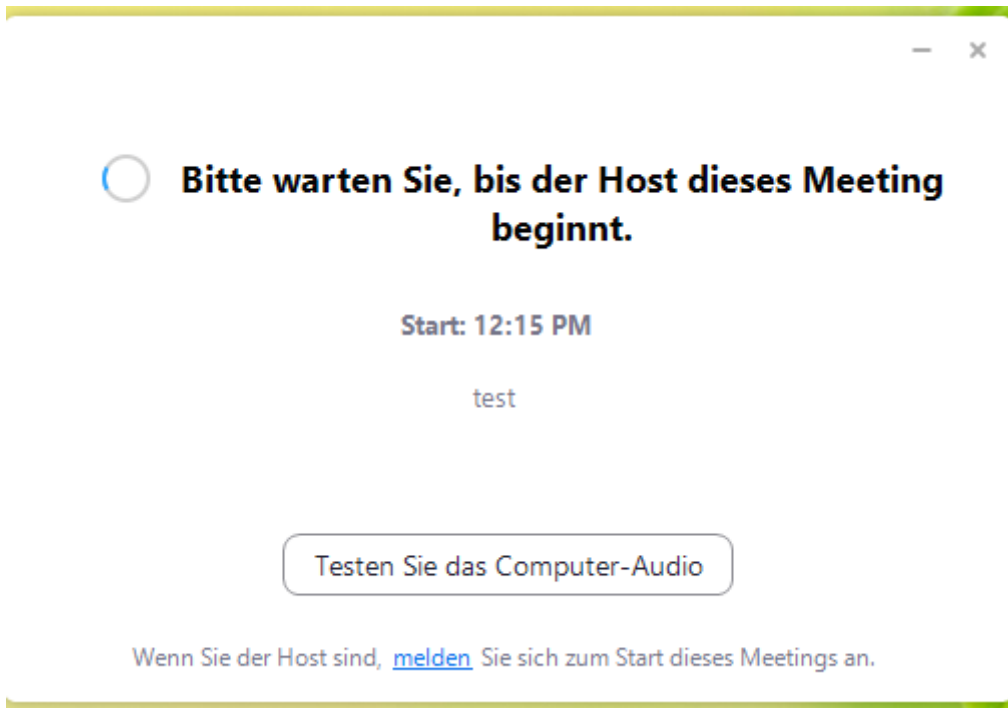 Bitte warten Sie, bis der Host dieses Meeting
beginnt.
Start: 12:15 PM
test
Testen Sie das Computer-Audio
Wenn Sie der Host sind, melden Sie sich zum Start dieses Meetings an.